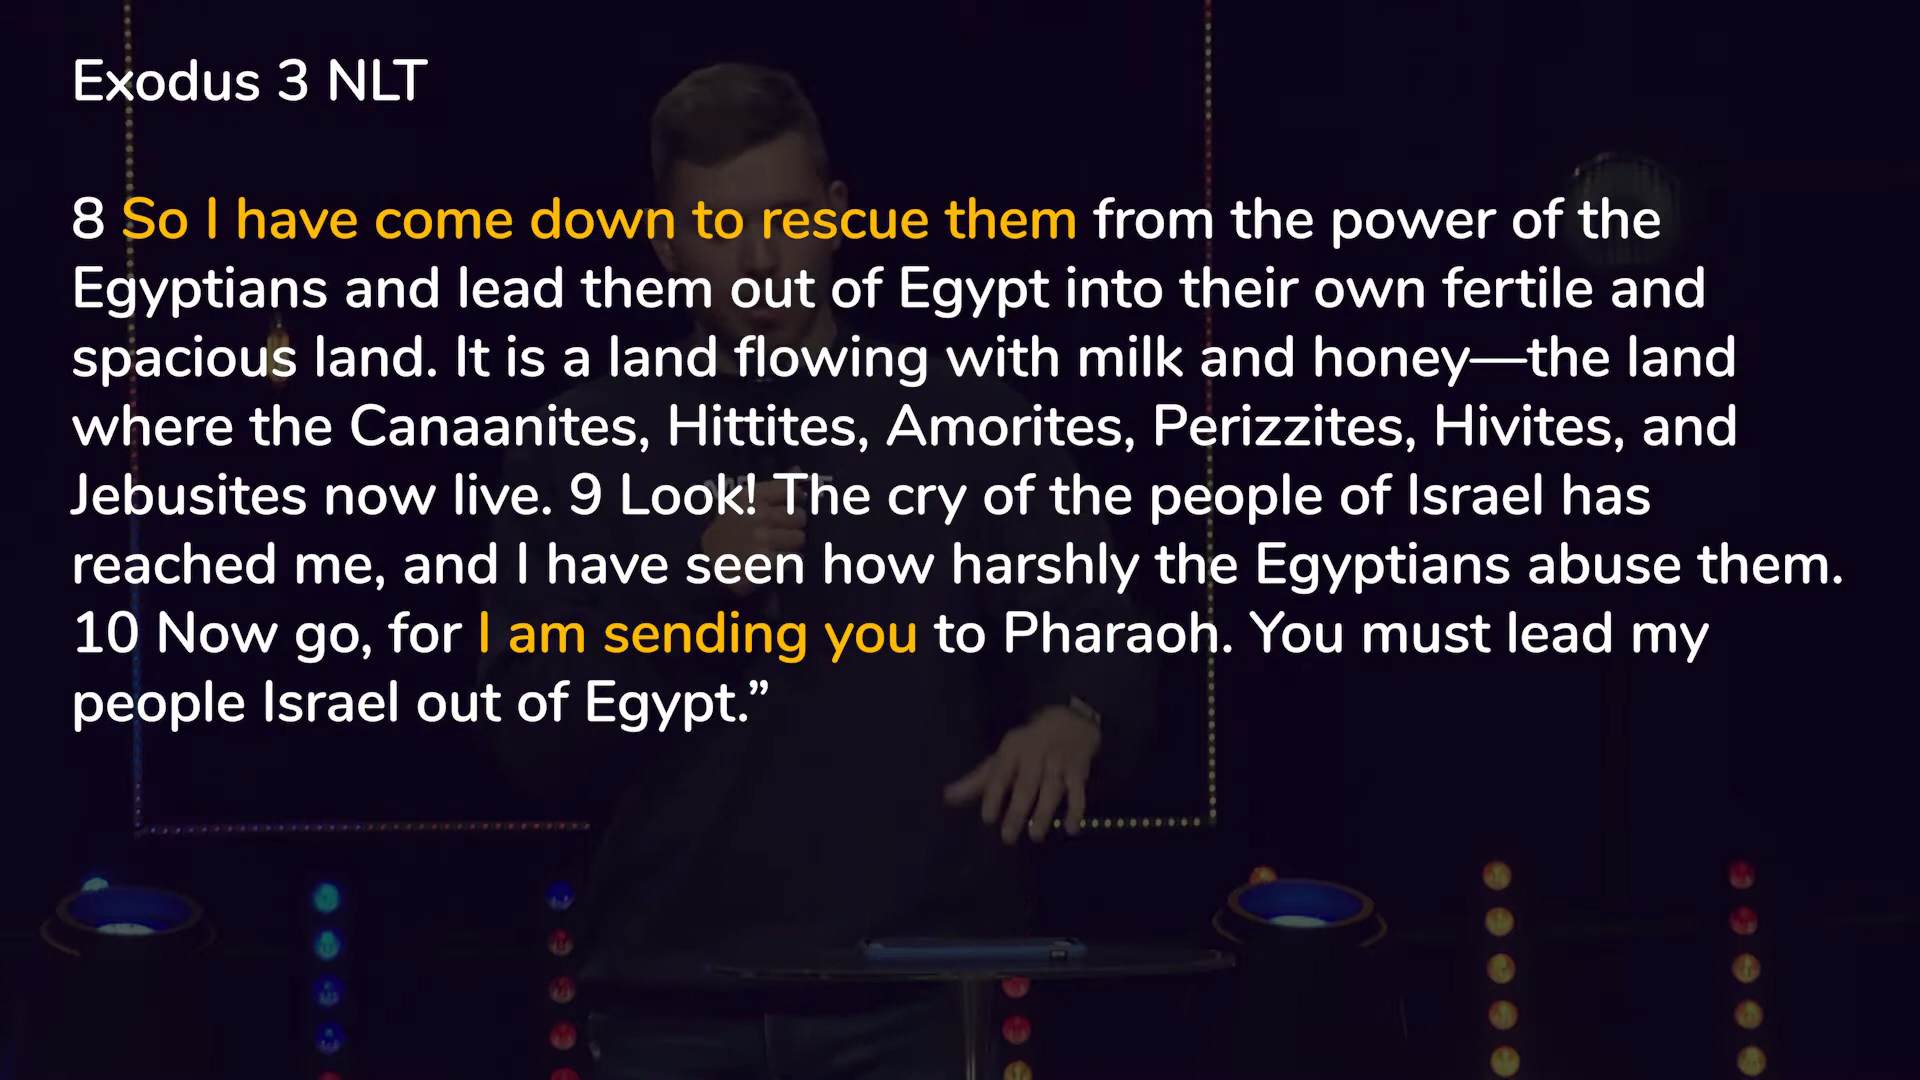 Exodus 3 NLT
8 So I have come down to rescue them from the power of the
Egyptians and lead them out of Egypt into their own fertile and
spacious land. It is a land flowing with milk and honey—the land
where the Canaanites, Hittites, Amorites, Perizzites, Hivites, and
Jebusites now live. 9 Look! The cry of the people of Israel has
reached me, and I have seen how harshly the Egyptians abuse them.
10 Now go, for I am sending you to Pharaoh. You must lead my
people Israel out of Egypt.”